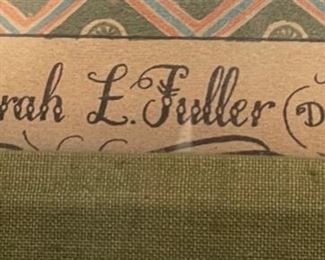 rah E. Fuller (D